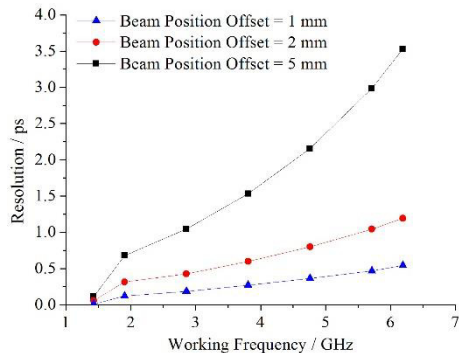 Beam Position Offset = 1 mm
Beam Position Offset = 2 mm
Beam Position Offset = 5 mm
4.0
3.5
3.0
2.5
2.0
1.5
1.0
0.5
0.0
Resolution / ps
1 2 3 4 5 6 7
Working Frequency / GHz